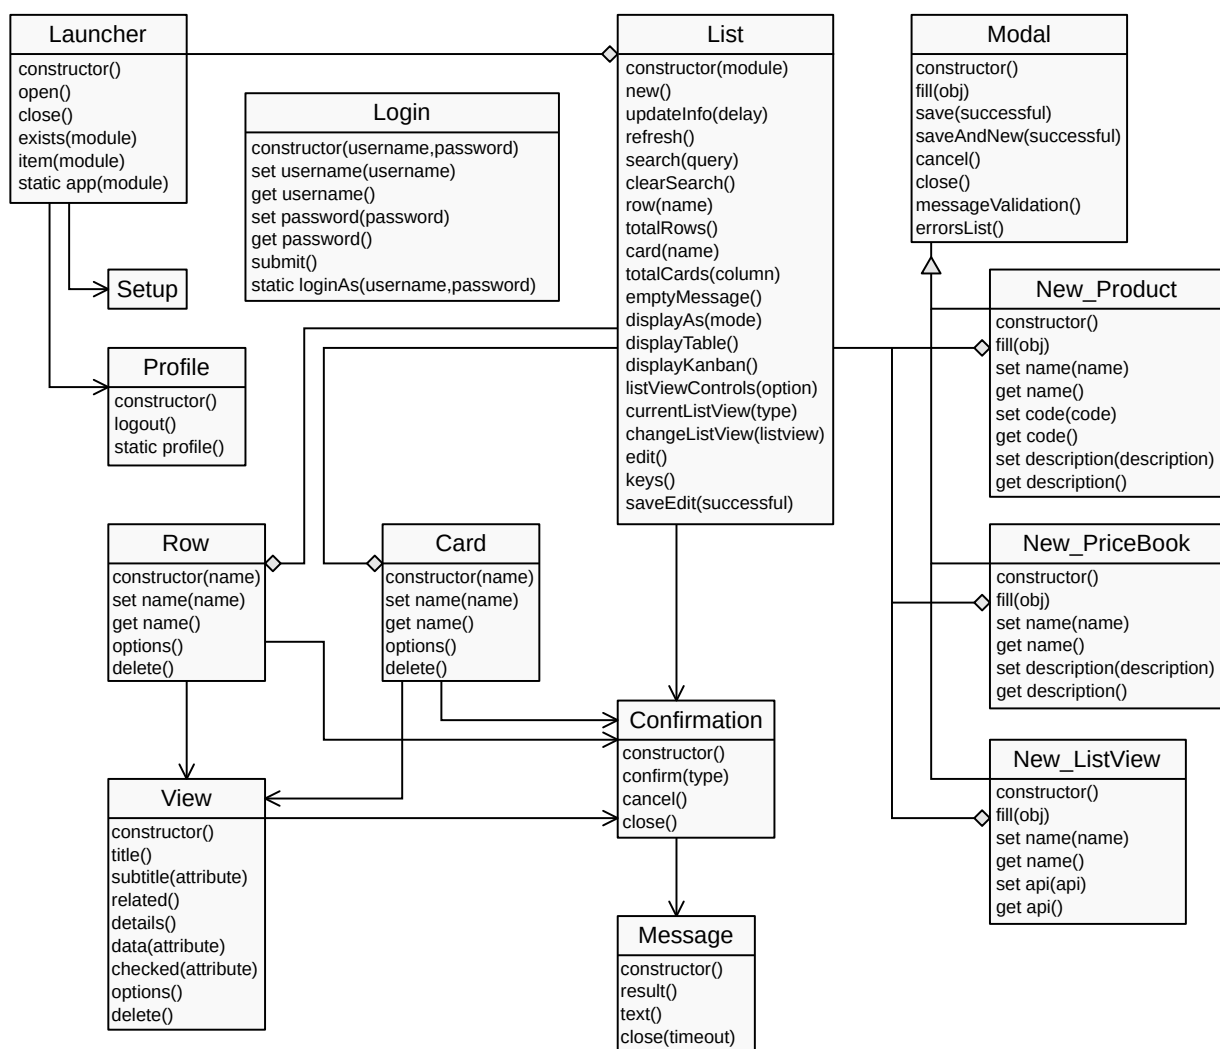 Launcher
constructor()
open()
close()
exists(module)
item(module)
static app(module)
Login
constructor(username,password)
set username(username)
get username()
set password(password)
get password()
submit()
static loginAs(username,password)
List
constructor(module)
new()
updateInfo(delay)
refresh()
search(query)
clearSearch()
row(name)
totalRows()
card(name)
totalCards(column)
emptyMessage()
displayAs(mode)
displayTable()
displayKanban()
listViewControls(option)
currentListView(type)
changeListView(listview)
edit()
keys()
saveEdit(successful)
Modal
constructor()
fill(obj)
save(successful)
saveAndNew(successful)
cancel()
close()
messageValidation()
errorsList()
Setup
Profile
constructor()
logout()
static profile()
New_Product
constructor()
fill(obj)
set name(name)
get name()
set code(code)
get code()
set description(description)
get description()
Row
constructor(name)
set name(name)
get name()
options()
delete()
Card
constructor(name)
set name(name)
get name()
options()
delete()
New_PriceBook
constructor()
fill(obj)
set name(name)
get name()
set description(description)
get description()
Confirmation
constructor()
confirm(type)
cancel()
close()
New_ListView
constructor()
fill(obj)
set name(name)
get name()
set api(api)
get api()
View
constructor()
title()
subtitle(attribute)
related()
details()
data(attribute)
checked(attribute)
options()
delete()
Message
constructor()
result()
text()
close(timeout)